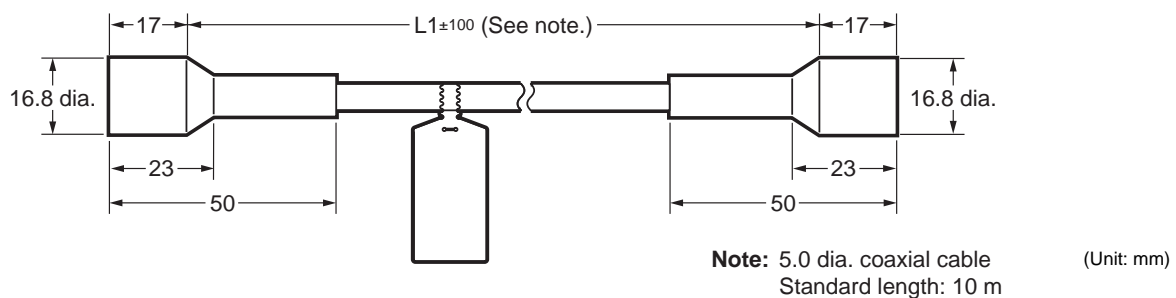 17
L1±100 (See note.)
17
16.8 dia.
16.8 dia.
23
23
50
50
Note: 5.0 dia. coaxial cable
(Unit: mm)
Standard length: 10 m